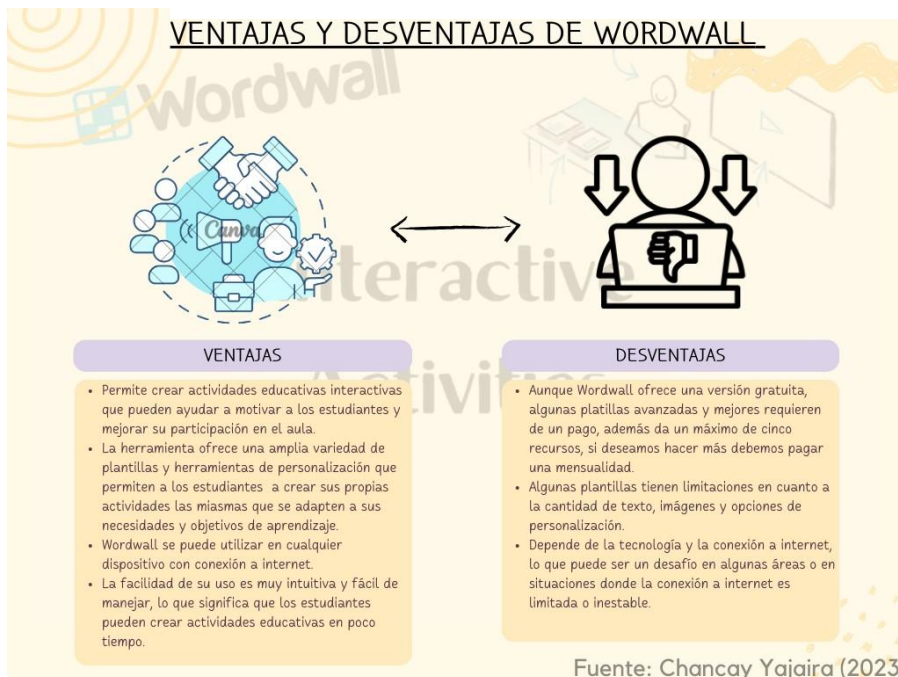 VENTAJAS Y DESVENTAJAS DE WORDWALL
Wordwall
Canva
Interactive
Activities
VENTAJAS
• Permite crear actividades educativas interactivas
que pueden ayudar a motivar a los estudiantes y
mejorar su participación en el aula.
• La herramienta ofrece una amplia variedad de
plantillas y herramientas de personalización que
permiten a los estudiantes a crear sus propias
actividades las miasmas que se adapten a sus
necesidades y objetivos de aprendizaje.
• Wordwall se puede utilizar en cualquier
dispositivo con conexión a internet.
• La facilidad de su uso es muy intuitiva y fácil de
manejar, lo que significa que los estudiantes
pueden crear actividades educativas en poco
tiempo.
DESVENTAJAS
• Aunque Wordwall ofrece una versión gratuita,
algunas platillas avanzadas y mejores requieren
de un pago, además da un máximo de cinco
recursos, si deseamos hacer más debemos pagar
una mensualidad.
• Algunas plantillas tienen limitaciones en cuanto a
la cantidad de texto, imágenes y opciones de
personalización.
• Depende de la tecnología y la conexión a internet,
lo que puede ser un desafío en algunas áreas o en
situaciones donde la conexión a internet es
limitada o inestable.
Fuente: Chancay Yajaira (2023